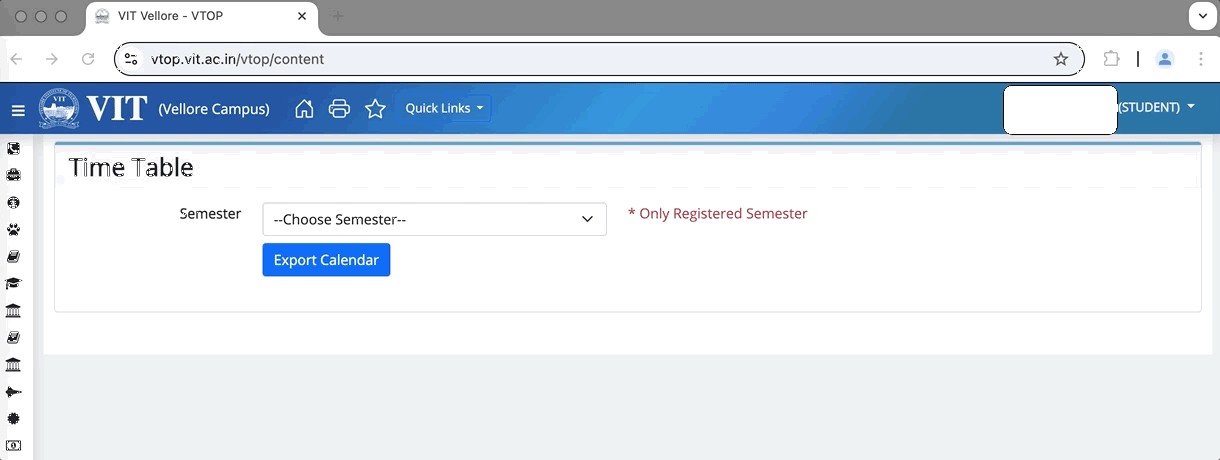 VIT Vellore - VTOP
vtop.vit.ac.in/vtop/content
VIT (Vellore Campus) Quick Links (STUDENT)
Time Table
Semester --Choose Semester-- * Only Registered Semester
Export Calendar